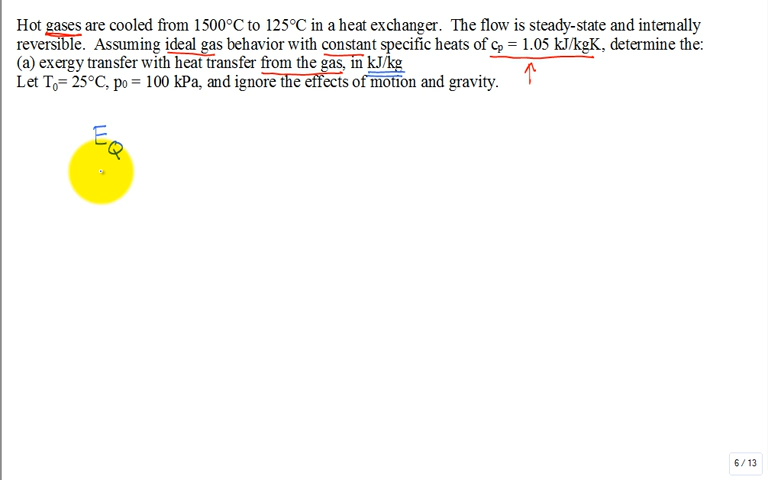 Hot gases are cooled from 1500°C to 125°C in a heat exchanger.  The flow is steady-state and internally
reversible.  Assuming ideal gas behavior with constant specific heats of cₚ = 1.05 kJ/kgK, determine the:
(a) exergy transfer with heat transfer from the gas, in kJ/kg
Let T₀= 25°C, p₀ = 100 kPa, and ignore the effects of motion and gravity.
E_Q
6 / 13